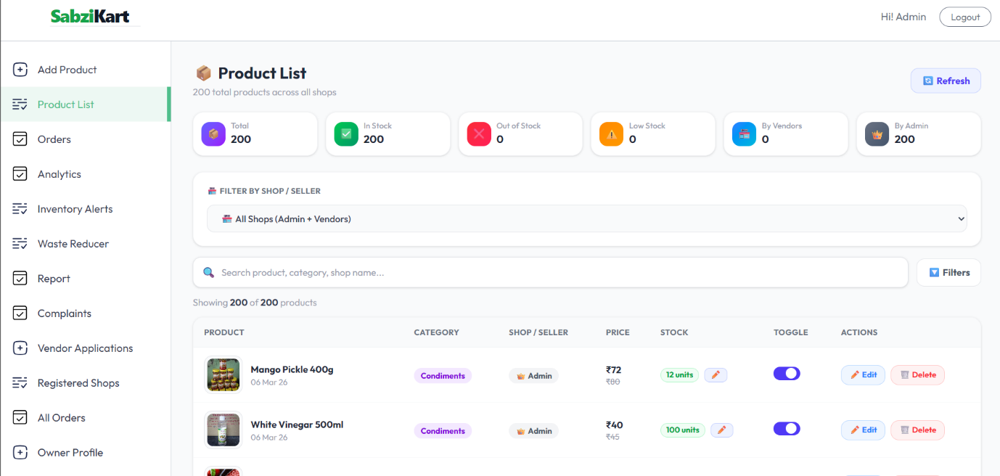 SabziKart
Hi! Admin
Logout
Add Product
Product List
Orders
Analytics
Inventory Alerts
Waste Reducer
Report
Complaints
Vendor Applications
Registered Shops
All Orders
Owner Profile
Product List
200 total products across all shops
Refresh
Total
200
In Stock
200
Out of Stock
0
Low Stock
0
By Vendors
0
By Admin
200
FILTER BY SHOP / SELLER
All Shops (Admin + Vendors)
Search product, category, shop name...
Filters
Showing 200 of 200 products
PRODUCT CATEGORY SHOP / SELLER PRICE STOCK TOGGLE ACTIONS
Mango Pickle 400g
06 Mar 26
Condiments
Admin
₹72
₹80
12 units
Edit
Delete
White Vinegar 500ml
06 Mar 26
Condiments
Admin
₹40
₹45
100 units
Edit
Delete